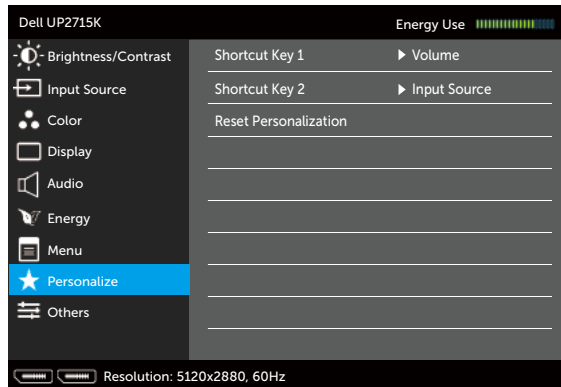 Dell UP2715K
Energy Use
Brightness/Contrast
Shortcut Key 1
Volume
Input Source
Shortcut Key 2
Input Source
Color
Reset Personalization
Display
Audio
Energy
Menu
Personalize
Others
Resolution: 5120x2880, 60Hz